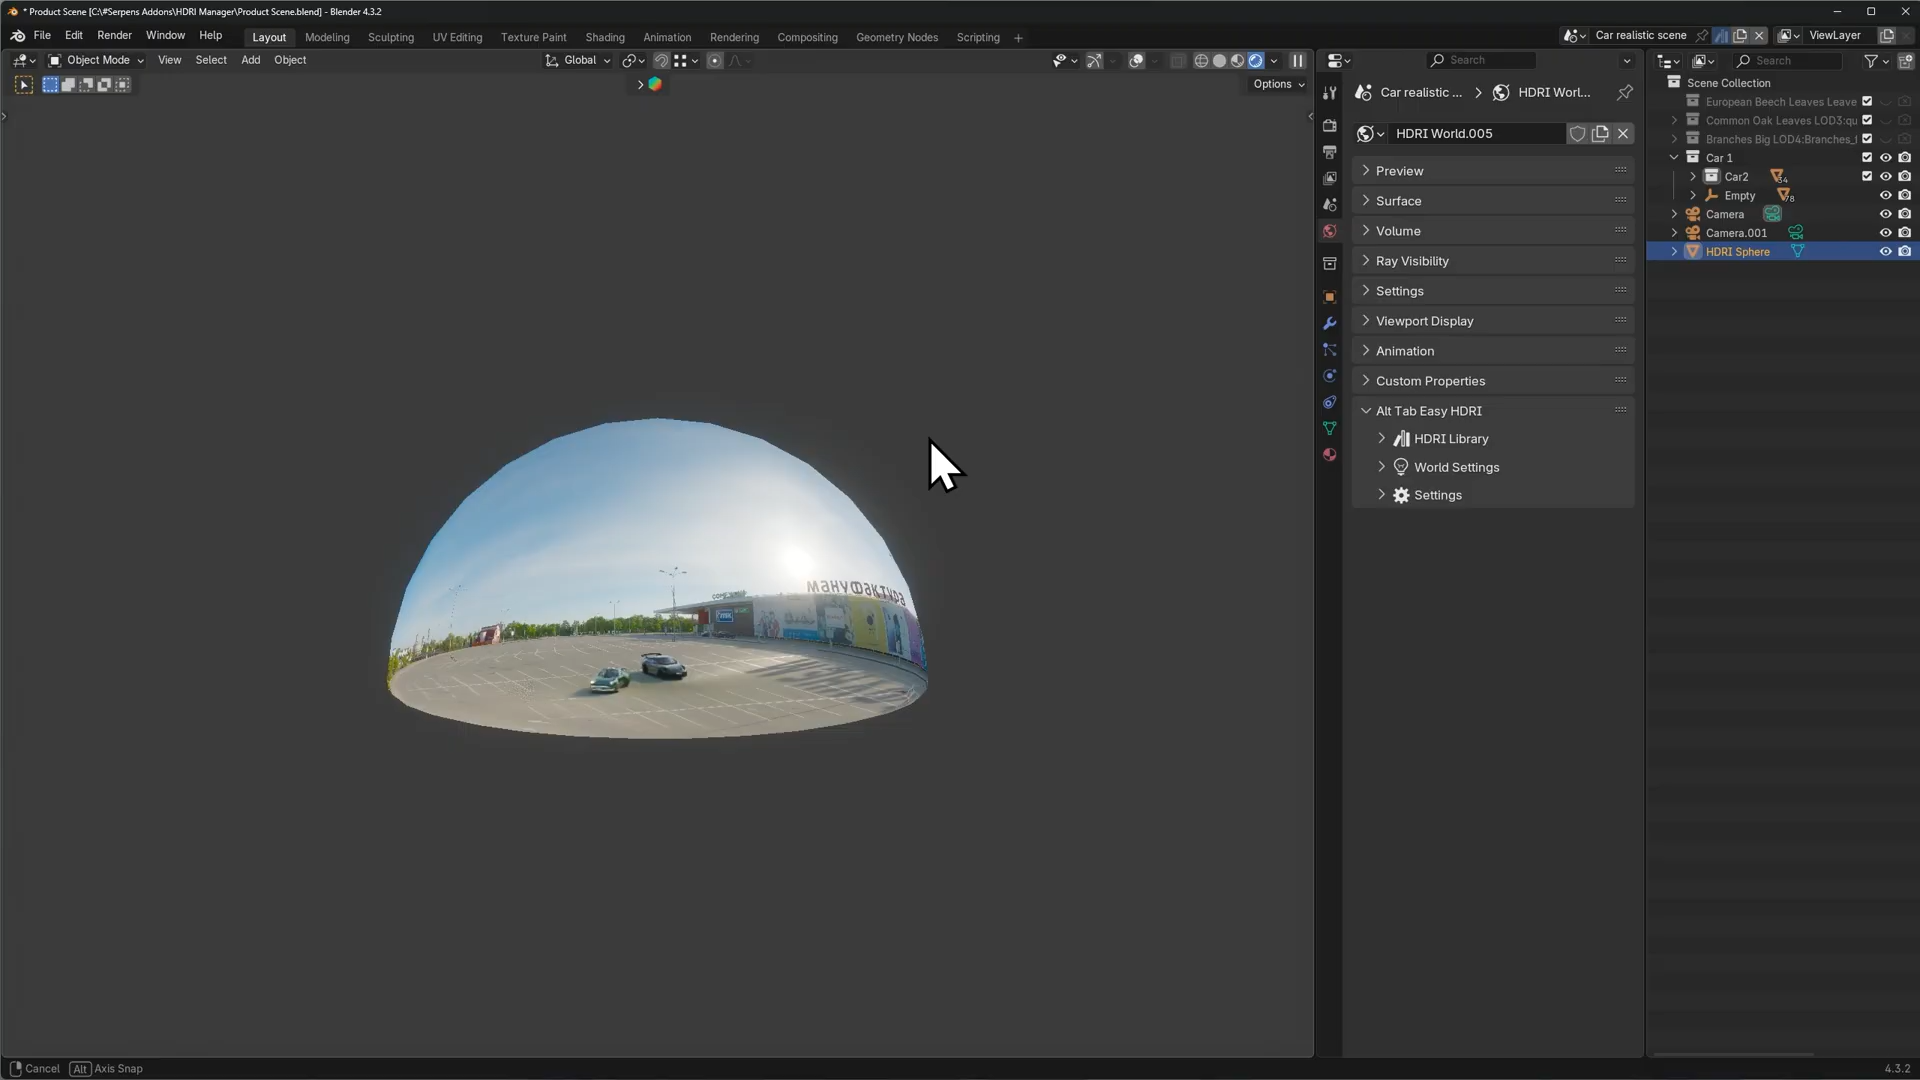 * Product Scene [C:\#Serpens Addons\HDRI Manager\Product Scene.blend] - Blender 4.3.2
File Edit Render Window Help Layout Modeling Sculpting UV Editing Texture Paint Shading Animation Rendering Compositing Geometry Nodes Scripting +
Car realistic scene
ViewLayer
Object Mode View Select Add Object
Global
Options
Search
Car realistic ... HDRI Worl...
HDRI World.005
Preview
Surface
Volume
Ray Visibility
Settings
Viewport Display
Animation
Custom Properties
Alt Tab Easy HDRI
HDRI Library
World Settings
Settings
Search
Scene Collection
European Beech Leaves Leave
Common Oak Leaves LOD3:qu
Branches Big LOD4:Branches_f
Car 1
Car2 34
Empty 78
Camera
Camera.001
HDRI Sphere
мануфактура
Cancel Alt Axis Snap
4.3.2